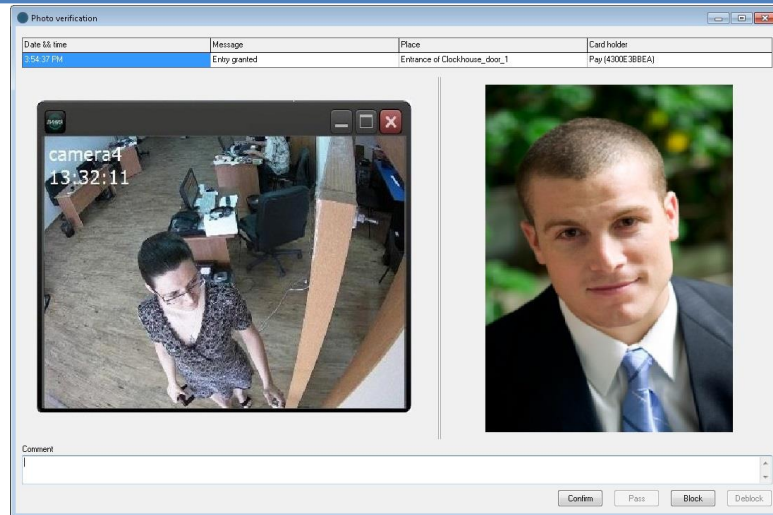 Photo verification
Date && time Message Place Card holder
3:54:37 PM Entry granted Entrance of Clockhouse_door_1 Pay (4300E3BBEA)
camera4
13:32:11
Comment
Confirm Pass Block Deblock